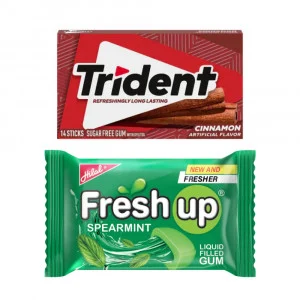 Trident
REFRESHINGLY LONG LASTING
14 STICKS SUGAR FREE GUM
CINNAMON
ARTIFICIAL FLAVOR
Hilal
NEW AND
FRESHER
Fresh up®
SPEARMINT
LIQUID
FILLED
GUM